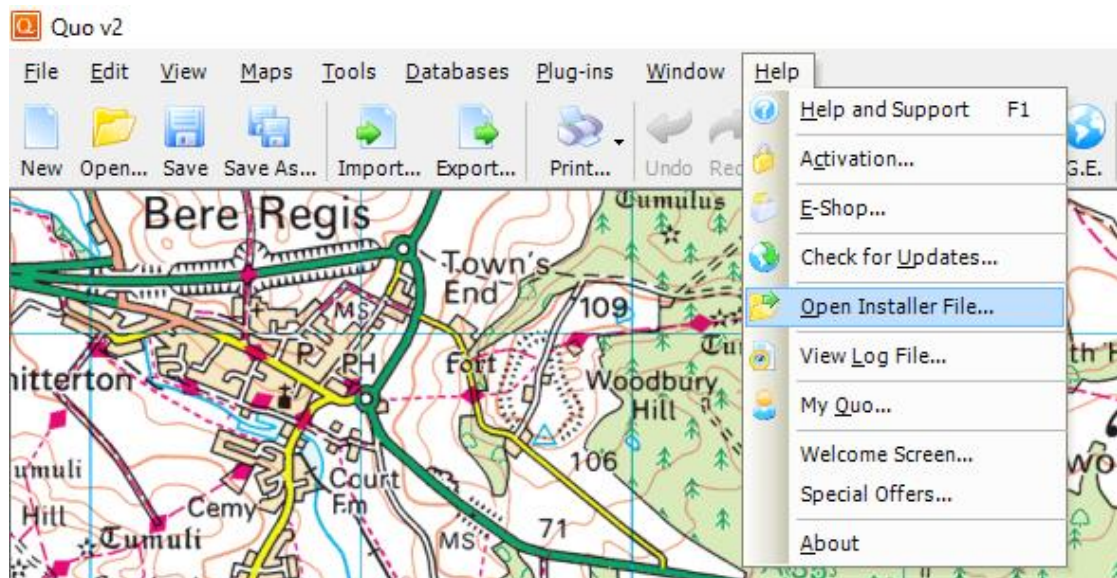 Quo v2
File Edit View Maps Tools Databases Plug-ins Window Help
New Open... Save Save As... Import... Export... Print... Undo G.E.
Help and Support F1
Activation...
E-Shop...
Check for Updates...
Open Installer File...
View Log File...
My Quo...
Welcome Screen...
Special Offers...
About
Bere Regis
Tumulus
Town's
End
109
MS
P
PH
Fort
Woodbury
Hill
106
Court
Fm
Cemy
Hill
Tumuli
MS
71